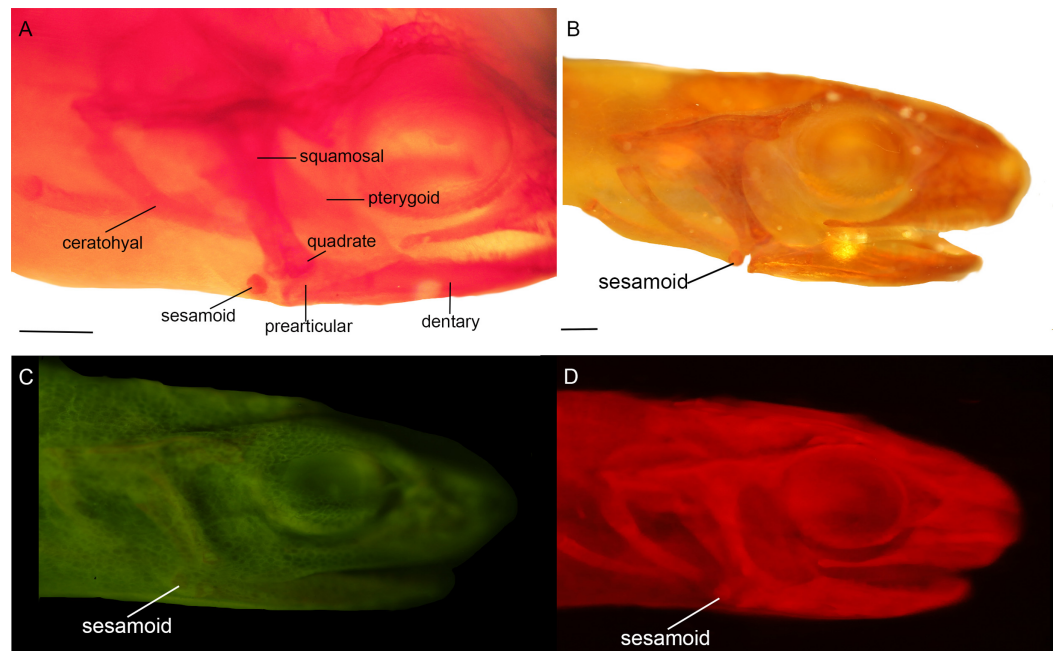 A
squamosal
pterygoid
ceratohyal
quadrate
sesamoid
prearticular
dentary
B
sesamoid
C
sesamoid
D
sesamoid